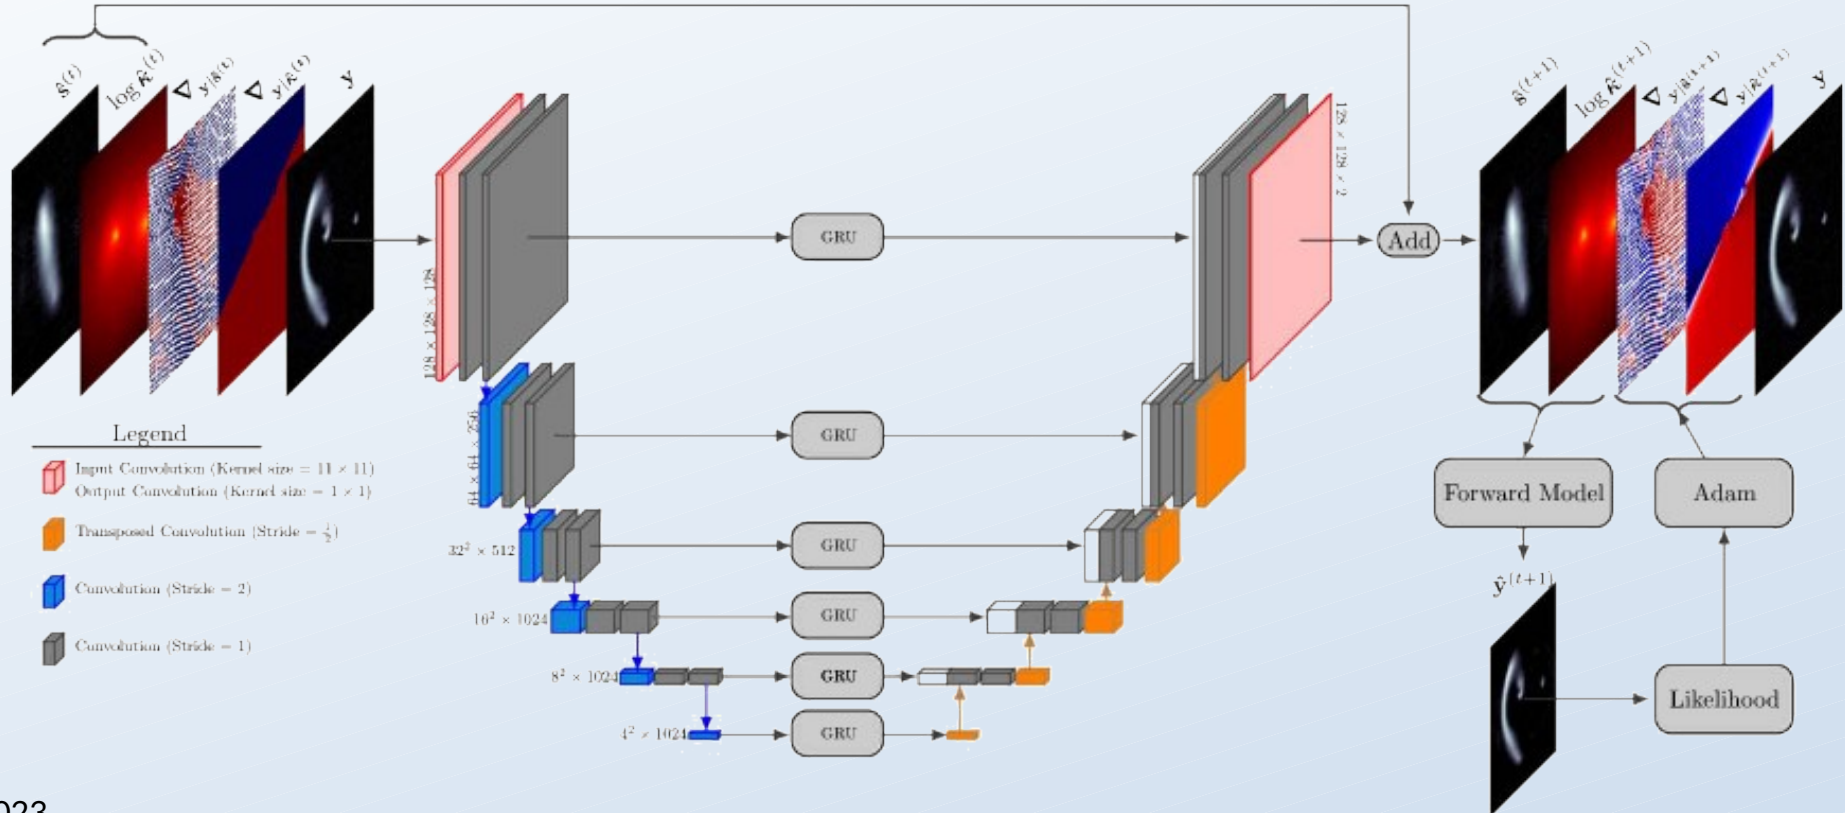 ŝ^(t)
log κ̂^(t)
∇ y|ŝ^(t)
∇ y|κ̂^(t)
y
128 × 128 × 128
64 × 64 × 256
32² × 512
16² × 1024
8² × 1024
4² × 1024
GRU
GRU
GRU
GRU
GRU
GRU
128 × 128 × 2
Add
ŝ^(t+1)
log κ̂^(t+1)
∇ y|ŝ^(t+1)
∇ y|κ̂^(t+1)
y
Forward Model
Adam
ŷ^(t+1)
Likelihood
Legend
Input Convolution (Kernel size = 11 × 11)
Output Convolution (Kernel size = 1 × 1)
Transposed Convolution (Stride = ½)
Convolution (Stride = 2)
Convolution (Stride = 1)